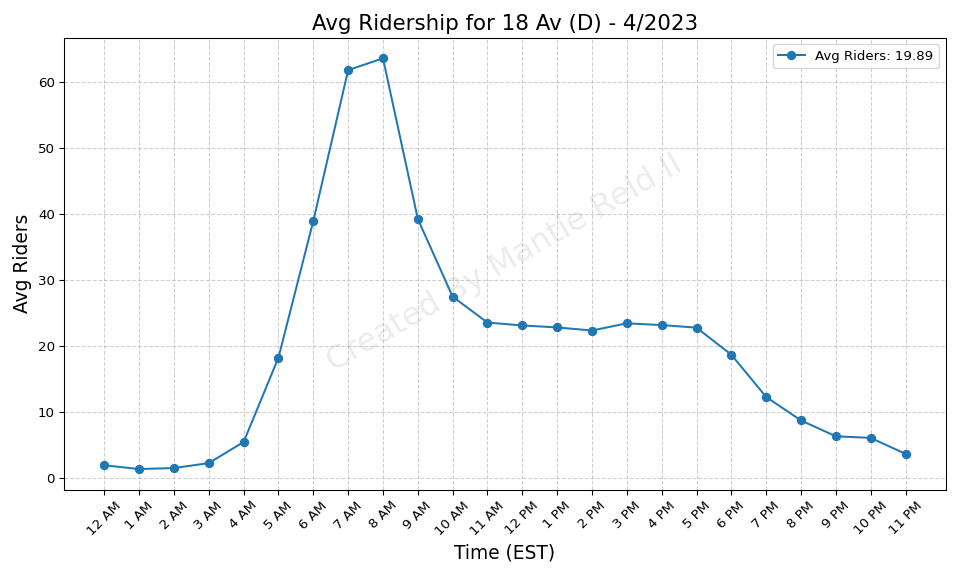 Avg Ridership for 18 Av (D) - 4/2023
Avg Riders: 19.89
Avg Riders
60
50
40
30
20
10
0
Created By Mantie Reid II
12 AM
1 AM
2 AM
3 AM
4 AM
5 AM
6 AM
7 AM
8 AM
9 AM
10 AM
11 AM
12 PM
1 PM
2 PM
3 PM
4 PM
5 PM
6 PM
7 PM
8 PM
9 PM
10 PM
11 PM
Time (EST)